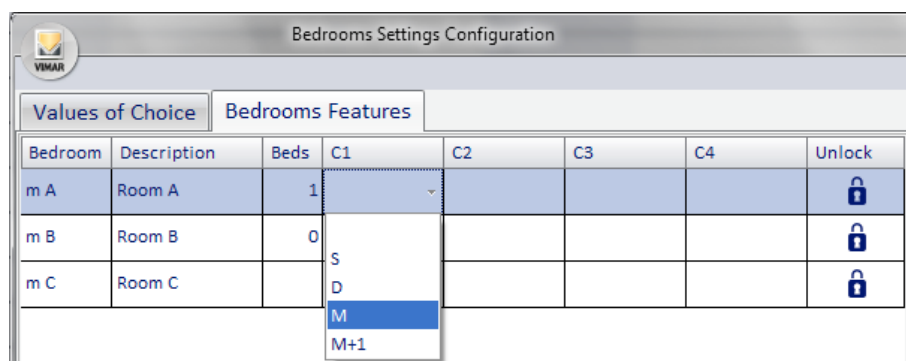 Bedrooms Settings Configuration
VIMAR
Values of Choice Bedrooms Features
Bedroom Description Beds C1 C2 C3 C4 Unlock
m A Room A 1
m B Room B 0
S
m C Room C D
M
M+1